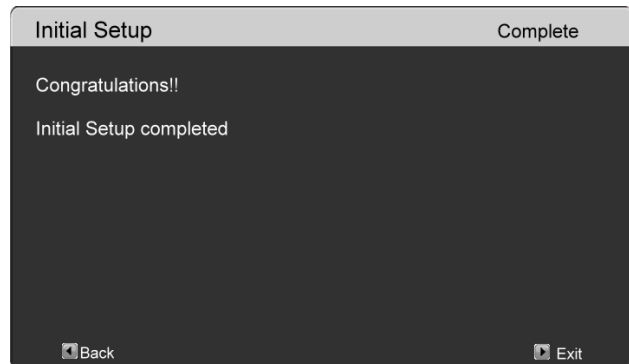 Initial Setup Complete
Congratulations!!
Initial Setup completed
Back Exit